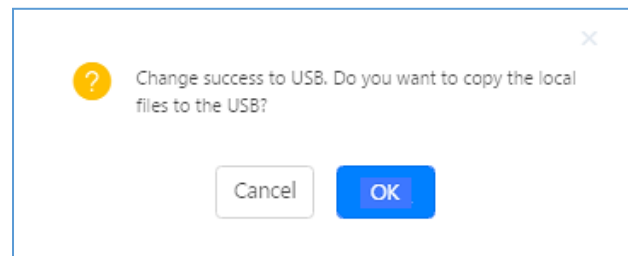 Change success to USB. Do you want to copy the local
files to the USB?
Cancel OK